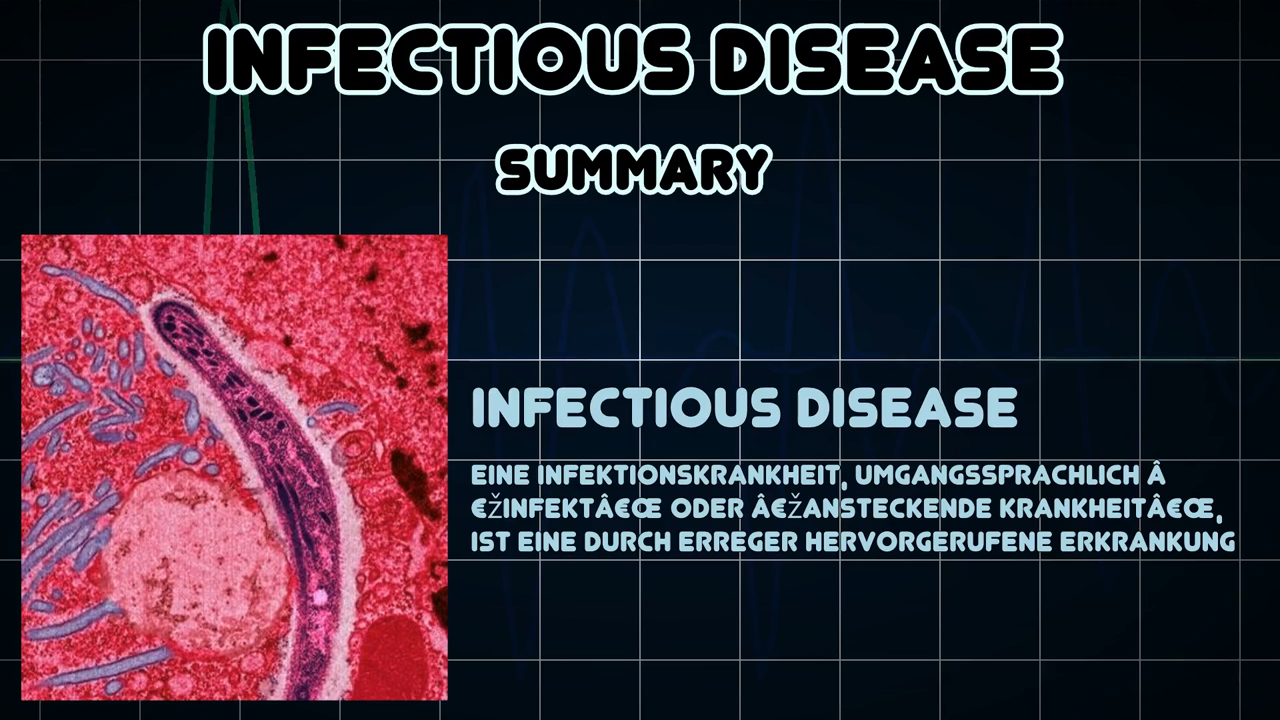 INFECTIOUS DISEASE
SUMMARY
INFECTIOUS DISEASE
EINE INFEKTIONSKRANKHEIT, UMGANGSSPRACHLICH Â
€ŽINFEKTÂ€Œ ODER Â€ŽANSTECKENDE KRANKHEITÂ€Œ,
IST EINE DURCH ERREGER HERVORGERUFENE ERKRANKUNG